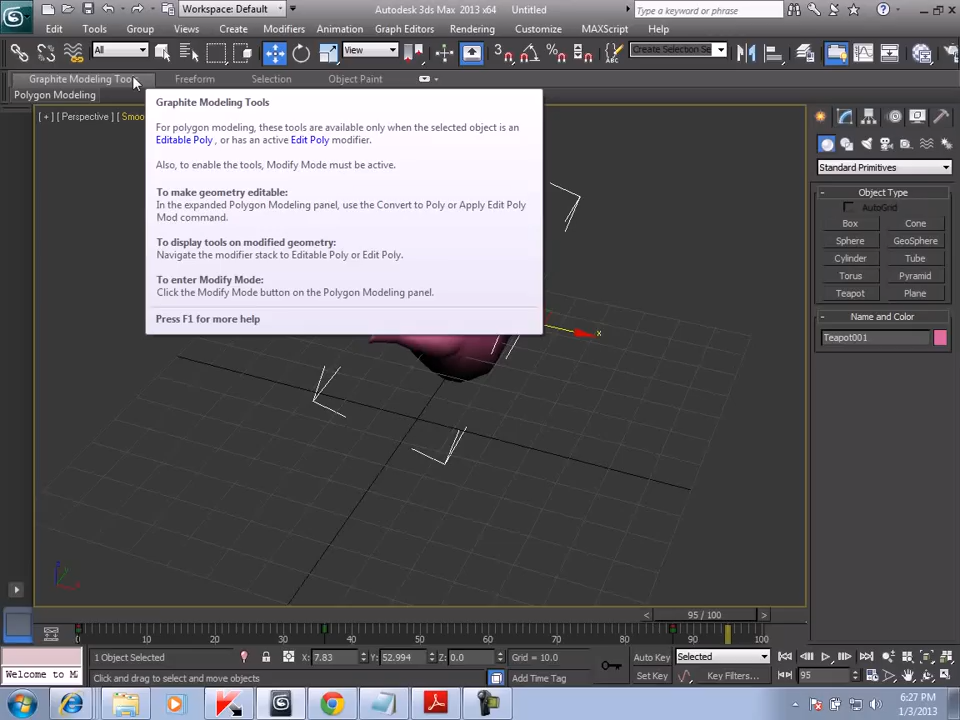 Workspace: Default
Autodesk 3ds Max 2013 x64
Untitled
Type a keyword or phrase
Edit
Tools
Group
Views
Create
Modifiers
Animation
Graph Editors
Rendering
Customize
MAXScript
Help
All
View
3
Create Selection Se
Graphite Modeling Too
Freeform
Selection
Object Paint
Polygon Modeling
[ + ] [ Perspective ] [ Smoo
Graphite Modeling Tools
For polygon modeling, these tools are available only when the selected object is an
Editable Poly , or has an active Edit Poly modifier.
Also, to enable the tools, Modify Mode must be active.
To make geometry editable:
In the expanded Polygon Modeling panel, use the Convert to Poly or Apply Edit Poly
Mod command.
To display tools on modified geometry:
Navigate the modifier stack to Editable Poly or Edit Poly.
To enter Modify Mode:
Click the Modify Mode button on the Polygon Modeling panel.
Press F1 for more help
x
Standard Primitives
- Object Type
AutoGrid
Box
Cone
Sphere
GeoSphere
Cylinder
Tube
Torus
Pyramid
Teapot
Plane
- Name and Color
Teapot001
< 95 / 100 >
0 10 20 30 40 50 60 70 80 90 100
1 Object Selected
X: 7.83
Y: 52.994
Z: 0.0
Grid = 10.0
Auto Key
Selected
Welcome to M
Click and drag to select and move objects
Add Time Tag
Set Key
Key Filters...
95
6:27 PM
1/3/2013